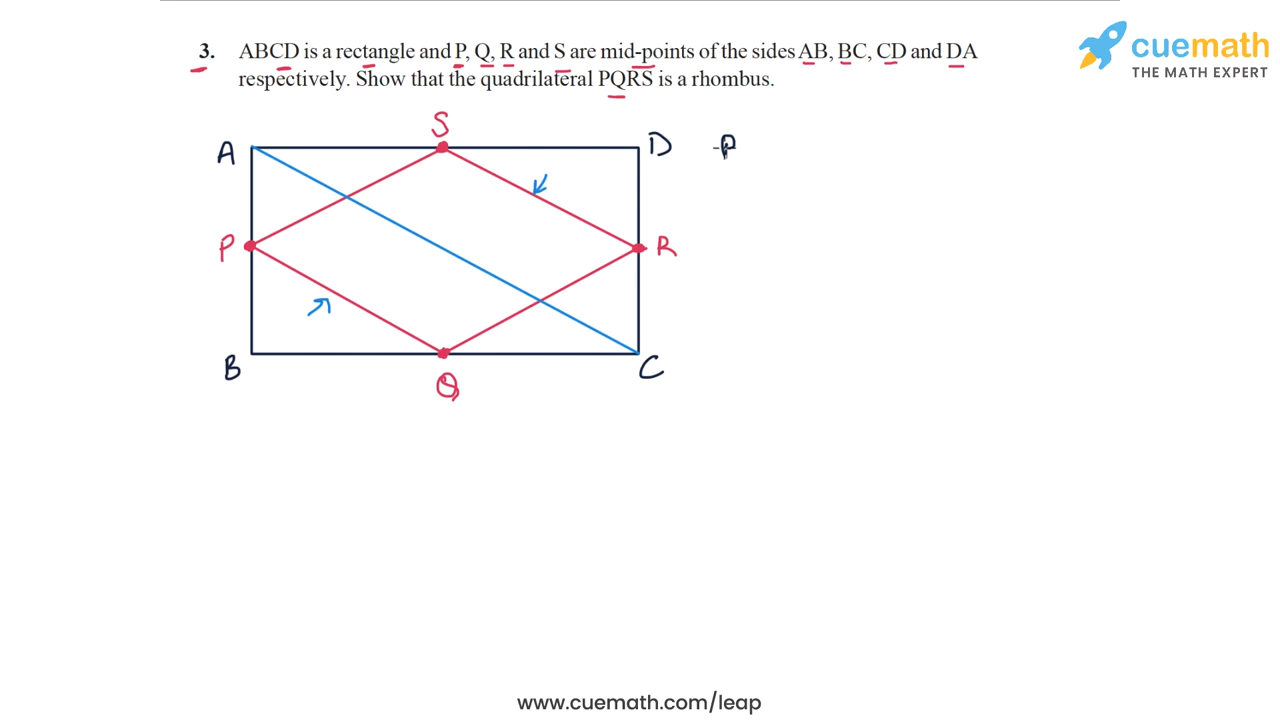 3. ABCD is a rectangle and P, Q, R and S are mid-points of the sides AB, BC, CD and DA
respectively. Show that the quadrilateral PQRS is a rhombus.
cuemath
THE MATH EXPERT
S
A
D
P
P
R
B
C
Q
www.cuemath.com/leap